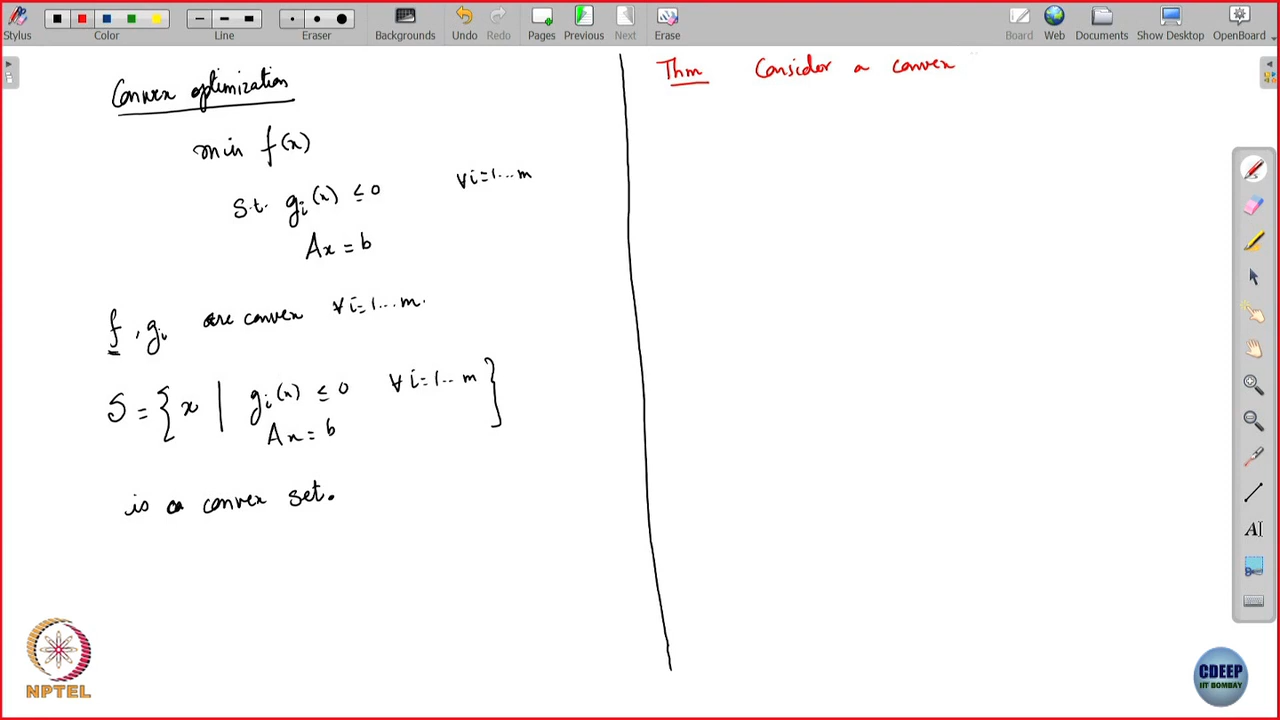 Stylus
Color
Line
Eraser
Backgrounds
Undo
Redo
Pages
Previous
Next
Erase
Board
Web
Documents
Show Desktop
OpenBoard
Convex optimization
min f(x)
s.t. gᵢ(x) ≤ 0 ∀i=1...m
Ax = b
f, gᵢ are convex ∀i=1...m.
S = { x | gᵢ(x) ≤ 0 ∀i=1..m }
Ax = b
is a convex set.
Thm Consider a convex
AI
NPTEL
CDEEP
IIT BOMBAY